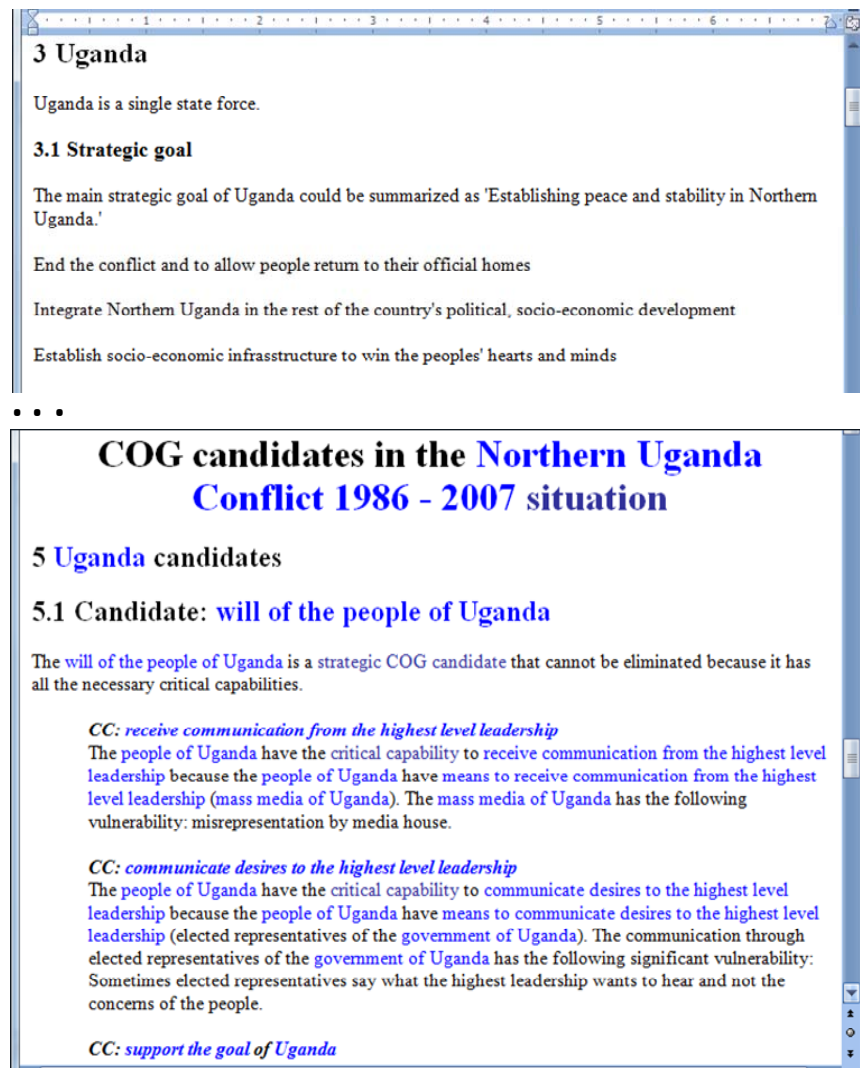 1 2 3 4 5 6 7
3 Uganda
Uganda is a single state force.
3.1 Strategic goal
The main strategic goal of Uganda could be summarized as 'Establishing peace and stability in Northern
Uganda.'
End the conflict and to allow people return to their official homes
Integrate Northern Uganda in the rest of the country's political, socio-economic development
Establish socio-economic infrasstructure to win the peoples' hearts and minds
...
COG candidates in the Northern Uganda
Conflict 1986 - 2007 situation
5 Uganda candidates
5.1 Candidate: will of the people of Uganda
The will of the people of Uganda is a strategic COG candidate that cannot be eliminated because it has
all the necessary critical capabilities.
CC: receive communication from the highest level leadership
The people of Uganda have the critical capability to receive communication from the highest level
leadership because the people of Uganda have means to receive communication from the highest
level leadership (mass media of Uganda). The mass media of Uganda has the following
vulnerability: misrepresentation by media house.
CC: communicate desires to the highest level leadership
The people of Uganda have the critical capability to communicate desires to the highest level
leadership because the people of Uganda have means to communicate desires to the highest level
leadership (elected representatives of the government of Uganda). The communication through
elected representatives of the government of Uganda has the following significant vulnerability:
Sometimes elected representatives say what the highest leadership wants to hear and not the
concerns of the people.
CC: support the goal of Uganda